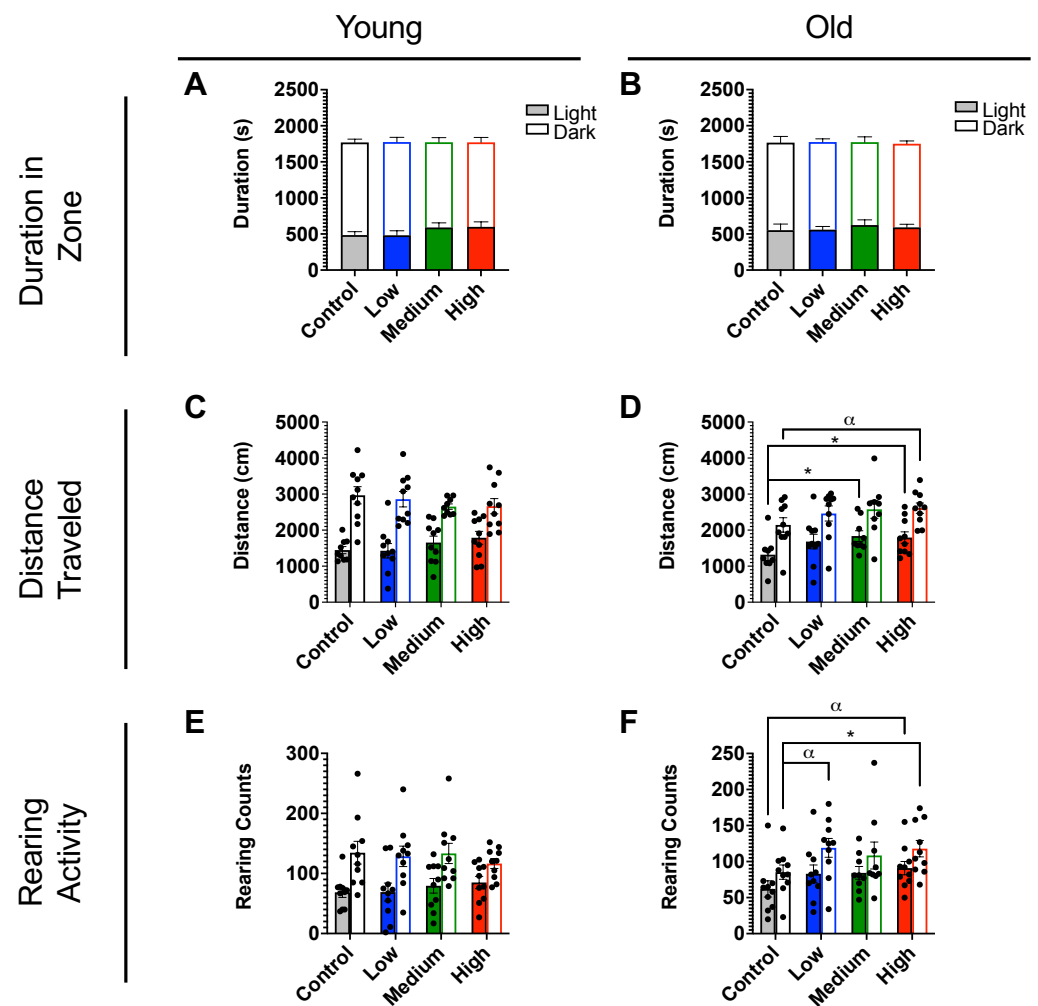 Young
Old
Duration in
Zone
A
Duration (s)
2500
2000
1500
1000
500
0
Light
Dark
Control
Low
Medium
High
B
Duration (s)
2500
2000
1500
1000
500
0
Light
Dark
Control
Low
Medium
High
Distance
Traveled
C
Distance (cm)
5000
4000
3000
2000
1000
0
Control
Low
Medium
High
D
Distance (cm)
5000
4000
3000
2000
1000
0
α
*
*
Control
Low
Medium
High
Rearing
Activity
E
Rearing Counts
300
200
100
0
Control
Low
Medium
High
F
Rearing Counts
250
200
150
100
50
0
α
*
α
Control
Low
Medium
High